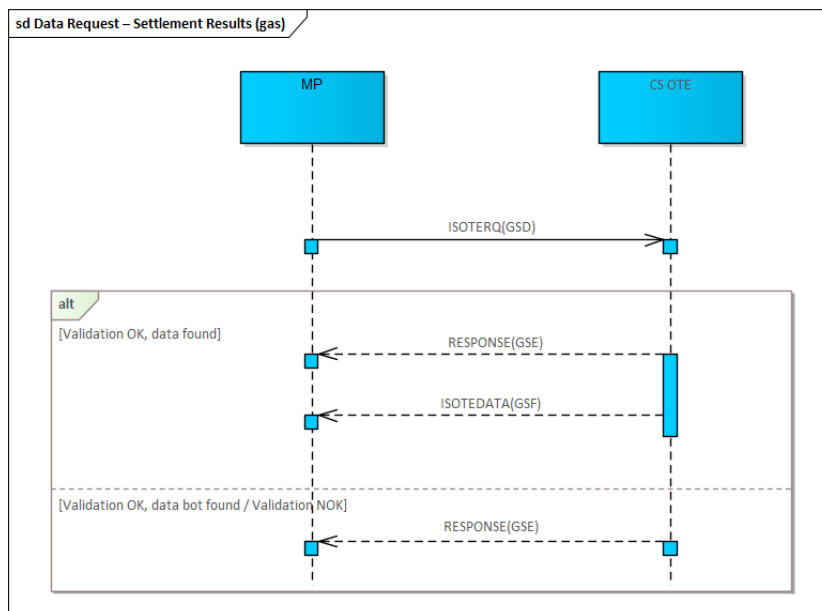 sd Data Request – Settlement Results (gas)
MP
CS OTE
ISOTERQ(GSD)
alt
[Validation OK, data found]
RESPONSE(GSE)
ISOTEDATA(GSF)
[Validation OK, data bot found / Validation NOK]
RESPONSE(GSE)